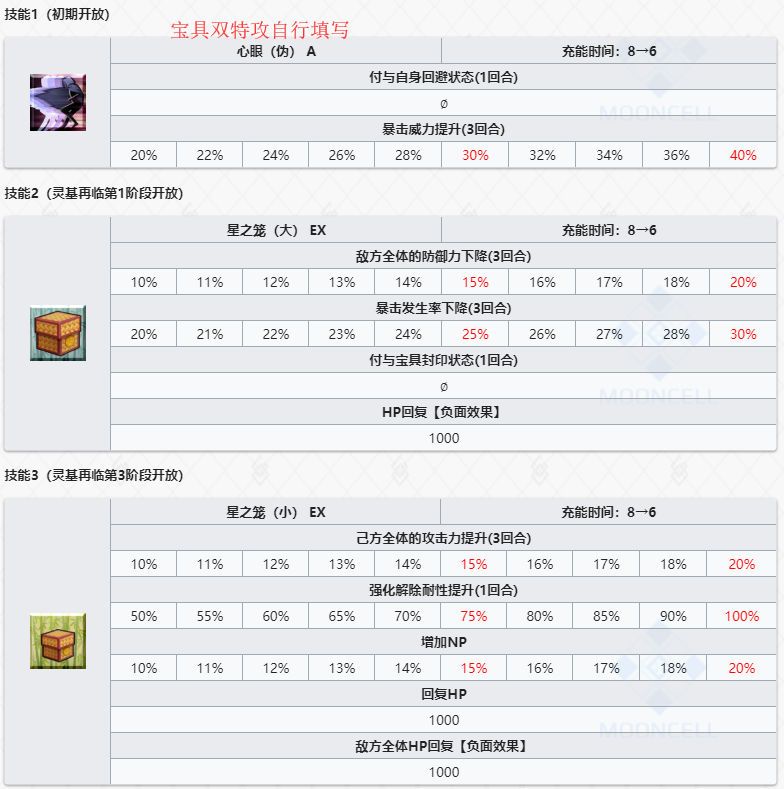 技能1（初期开放）
宝具双特攻自行填写
心眼（伪） A 充能时间：8→6
付与自身回避状态(1回合)
∅
暴击威力提升(3回合)
20% 22% 24% 26% 28% 30% 32% 34% 36% 40%
MOONCELL
技能2（灵基再临第1阶段开放）
星之笼（大） EX 充能时间：8→6
敌方全体的防御力下降(3回合)
10% 11% 12% 13% 14% 15% 16% 17% 18% 20%
暴击发生率下降(3回合)
20% 21% 22% 23% 24% 25% 26% 27% 28% 30%
付与宝具封印状态(1回合)
∅
MOONCELL
HP回复【负面效果】
1000
技能3（灵基再临第3阶段开放）
星之笼（小） EX 充能时间：8→6
己方全体的攻击力提升(3回合)
10% 11% 12% 13% 14% 15% 16% 17% 18% 20%
强化解除耐性提升(1回合)
50% 55% 60% 65% 70% 75% 80% 85% 90% 100%
增加NP
10% 11% 12% 13% 14% 15% 16% 17% 18% 20%
回复HP
1000
MOONCELL
敌方全体HP回复【负面效果】
1000